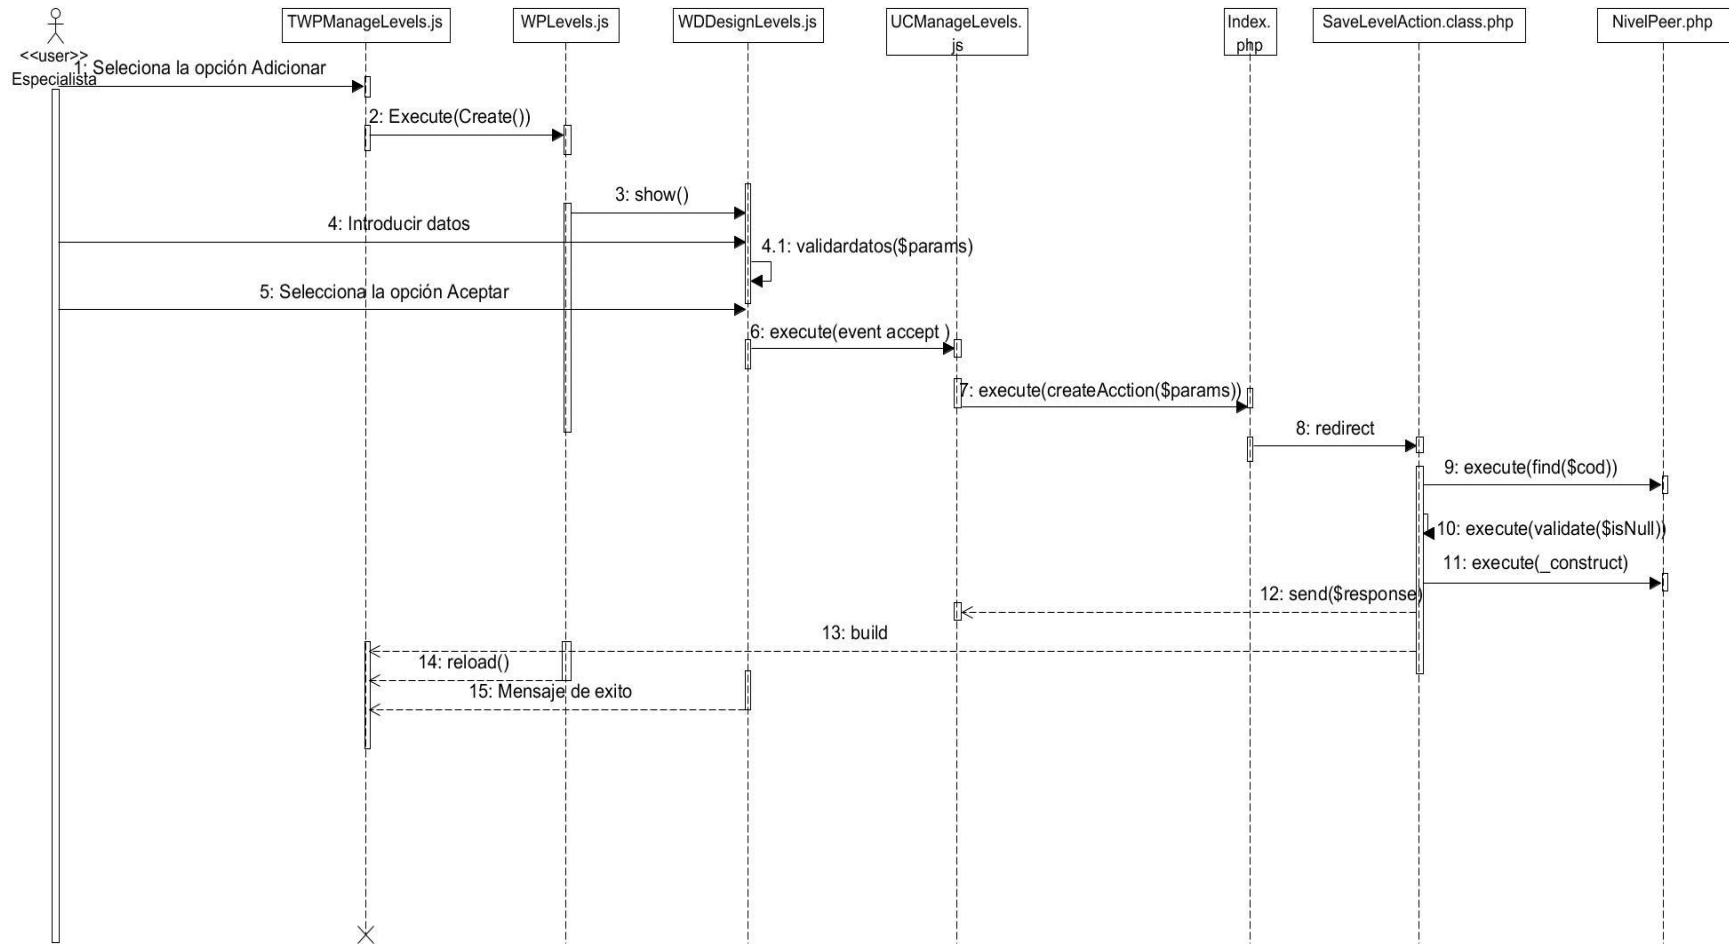 TWPManageLevels.js
WPLevels.js
WDDesignLevels.js
UCManageLevels.
js
Index.
php
SaveLevelAction.class.php
NivelPeer.php
<<user>>
Especialista
1: Seleciona la opción Adicionar
2: Execute(Create())
3: show()
4: Introducir datos
4.1: validardatos($params)
5: Selecciona la opción Aceptar
6: execute(event accept )
7: execute(createAcction($params))
8: redirect
9: execute(find($cod))
10: execute(validate($isNull))
11: execute(_construct)
12: send($response)
13: build
14: reload()
15: Mensaje de exito